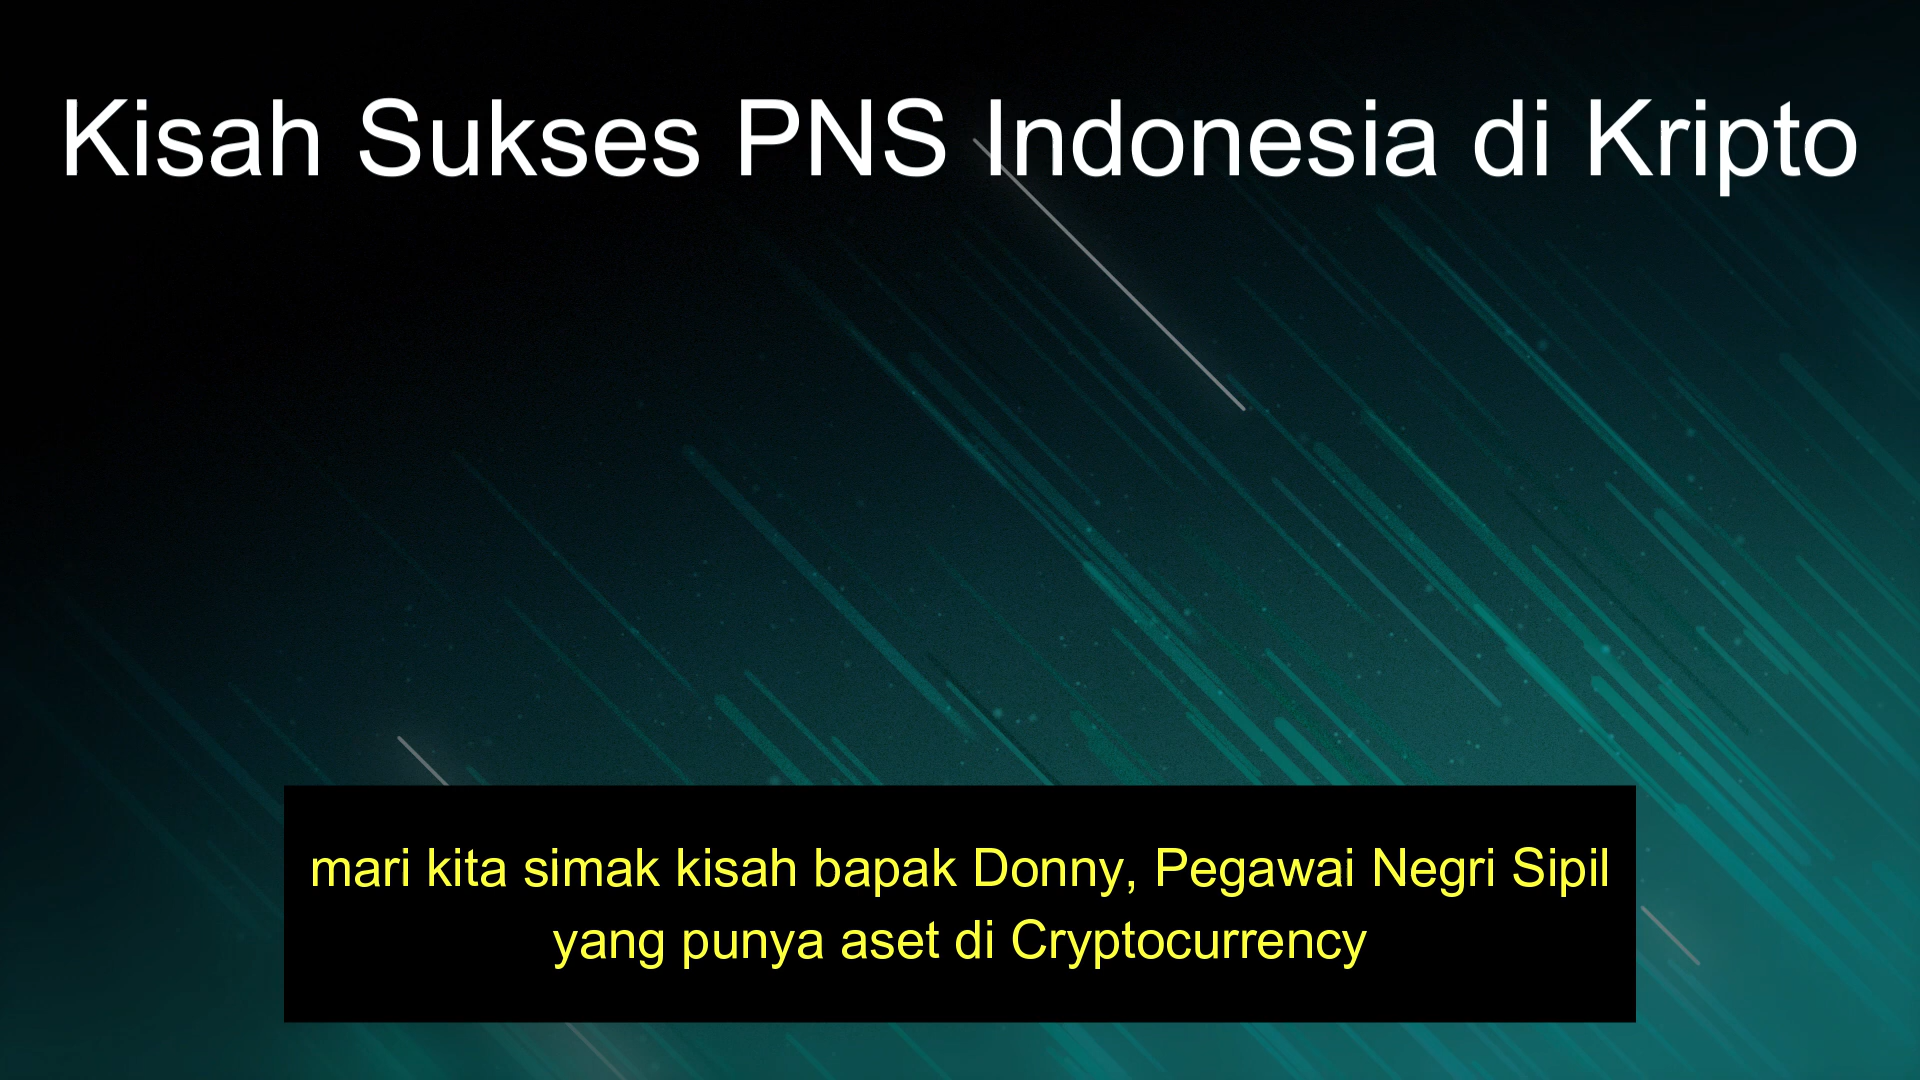 Kisah Sukses PNS Indonesia di Kripto
mari kita simak kisah bapak Donny, Pegawai Negri Sipil
yang punya aset di Cryptocurrency